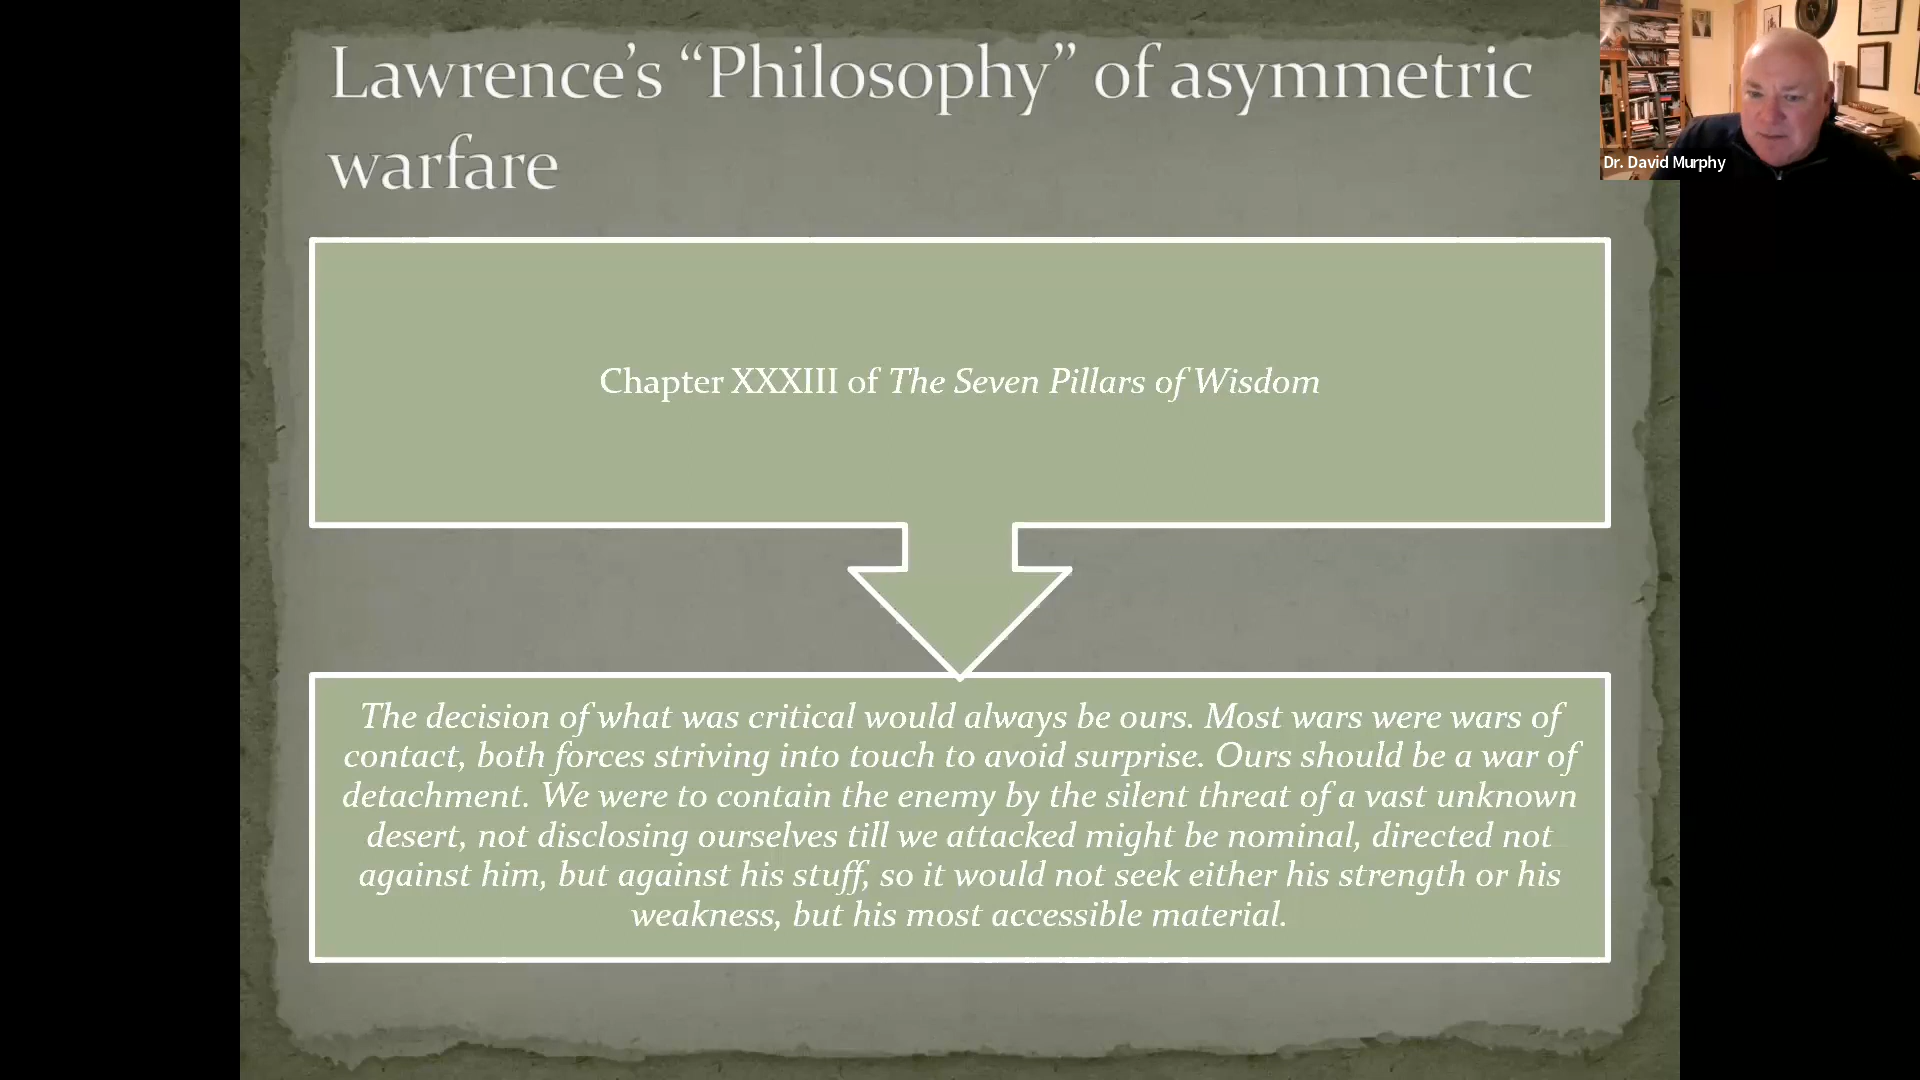 Lawrence's “Philosophy” of asymmetric
warfare
Dr. David Murphy
Chapter XXXIII of The Seven Pillars of Wisdom
The decision of what was critical would always be ours. Most wars were wars of
contact, both forces striving into touch to avoid surprise. Ours should be a war of
detachment. We were to contain the enemy by the silent threat of a vast unknown
desert, not disclosing ourselves till we attacked might be nominal, directed not
against him, but against his stuff, so it would not seek either his strength or his
weakness, but his most accessible material.